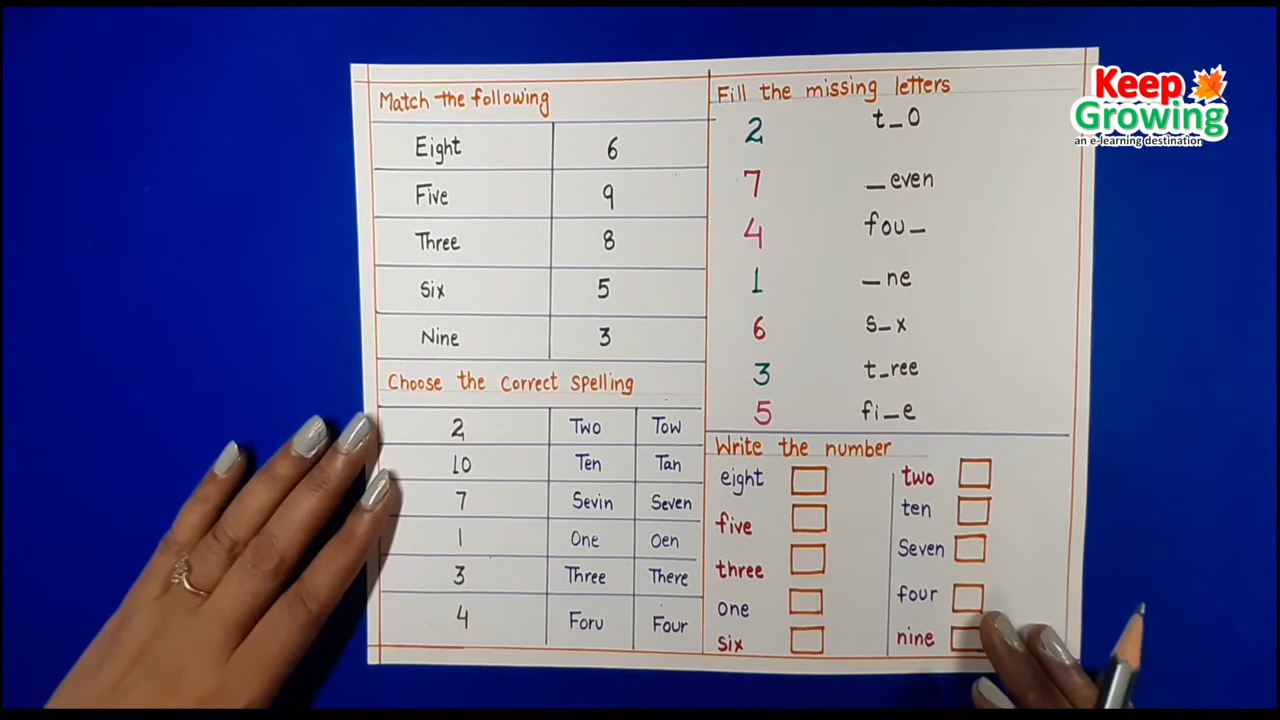 Match the following
Eight 6
Five 9
Three 8
Six 5
Nine 3
Choose the Correct Spelling
2 Two Tow
10 Ten Tan
7 Sevin Seven
1 One Oen
3 Three There
4 Foru Four
Fill the missing letters
2 t_o
7 _even
4 fou_
1 _ne
6 s_x
3 t_ree
5 fi_e
Write the number
eight
five
three
one
six
two
ten
Seven
four
nine
Keep
Growing
an e-learning destination